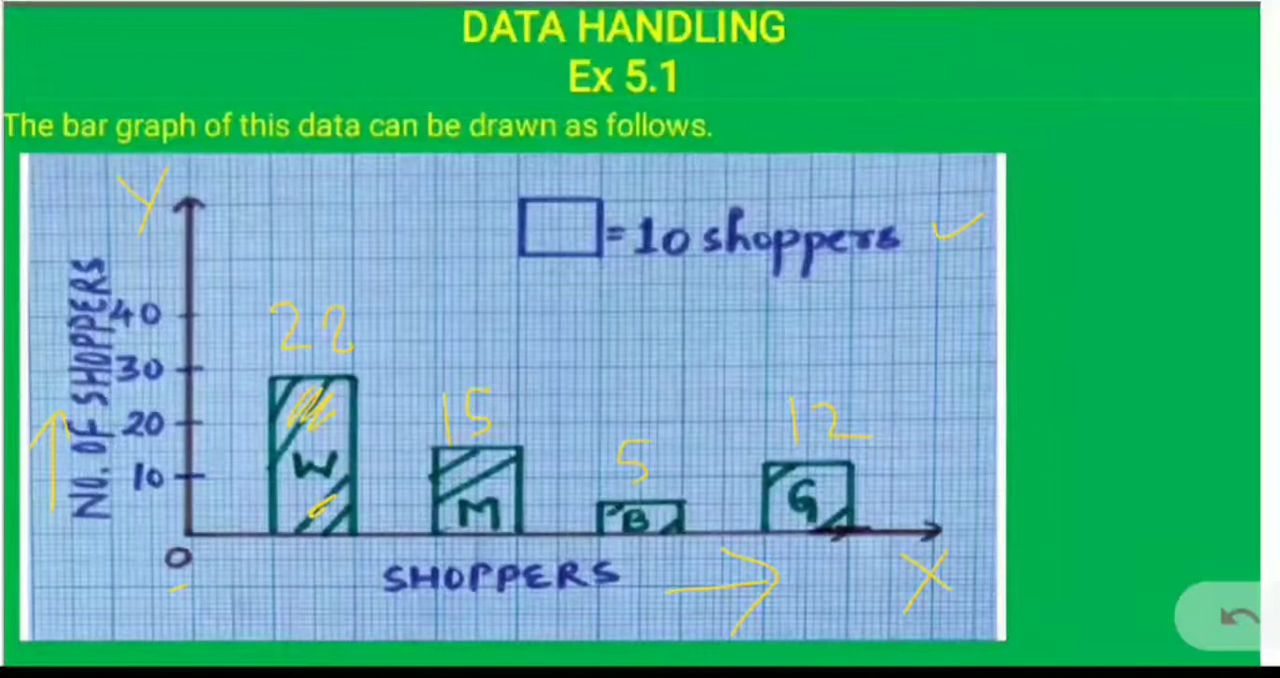 DATA HANDLING
Ex 5.1
The bar graph of this data can be drawn as follows.
Y
= 10 shoppers
NO. OF SHOPPERS
40
30
20
10
0
22
15
5
12
W
M
B
G
SHOPPERS
X